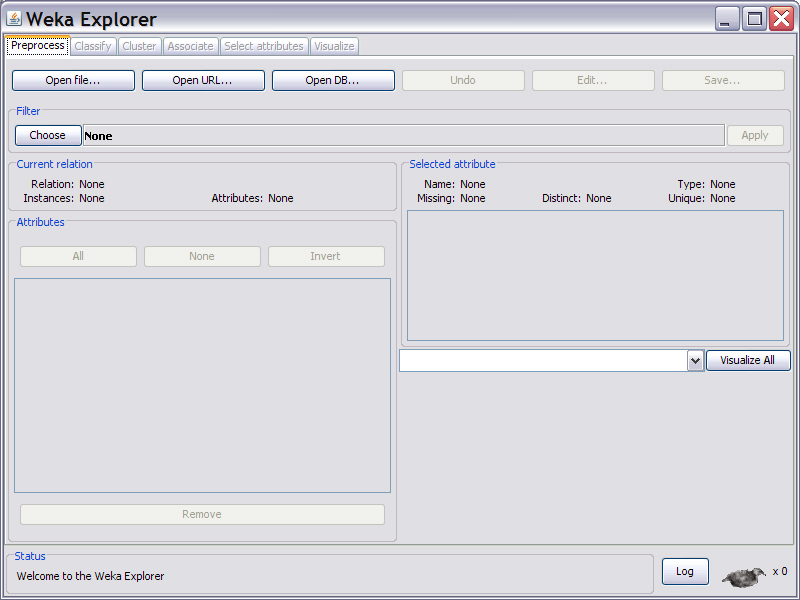 Weka Explorer
Preprocess Classify Cluster Associate Select attributes Visualize
Open file... Open URL... Open DB... Undo Edit... Save...
Filter
Choose None Apply
Current relation
Relation: None
Instances: None Attributes: None
Attributes
All None Invert
Remove
Selected attribute
Name: None Type: None
Missing: None Distinct: None Unique: None
Visualize All
Status
Welcome to the Weka Explorer
Log x 0